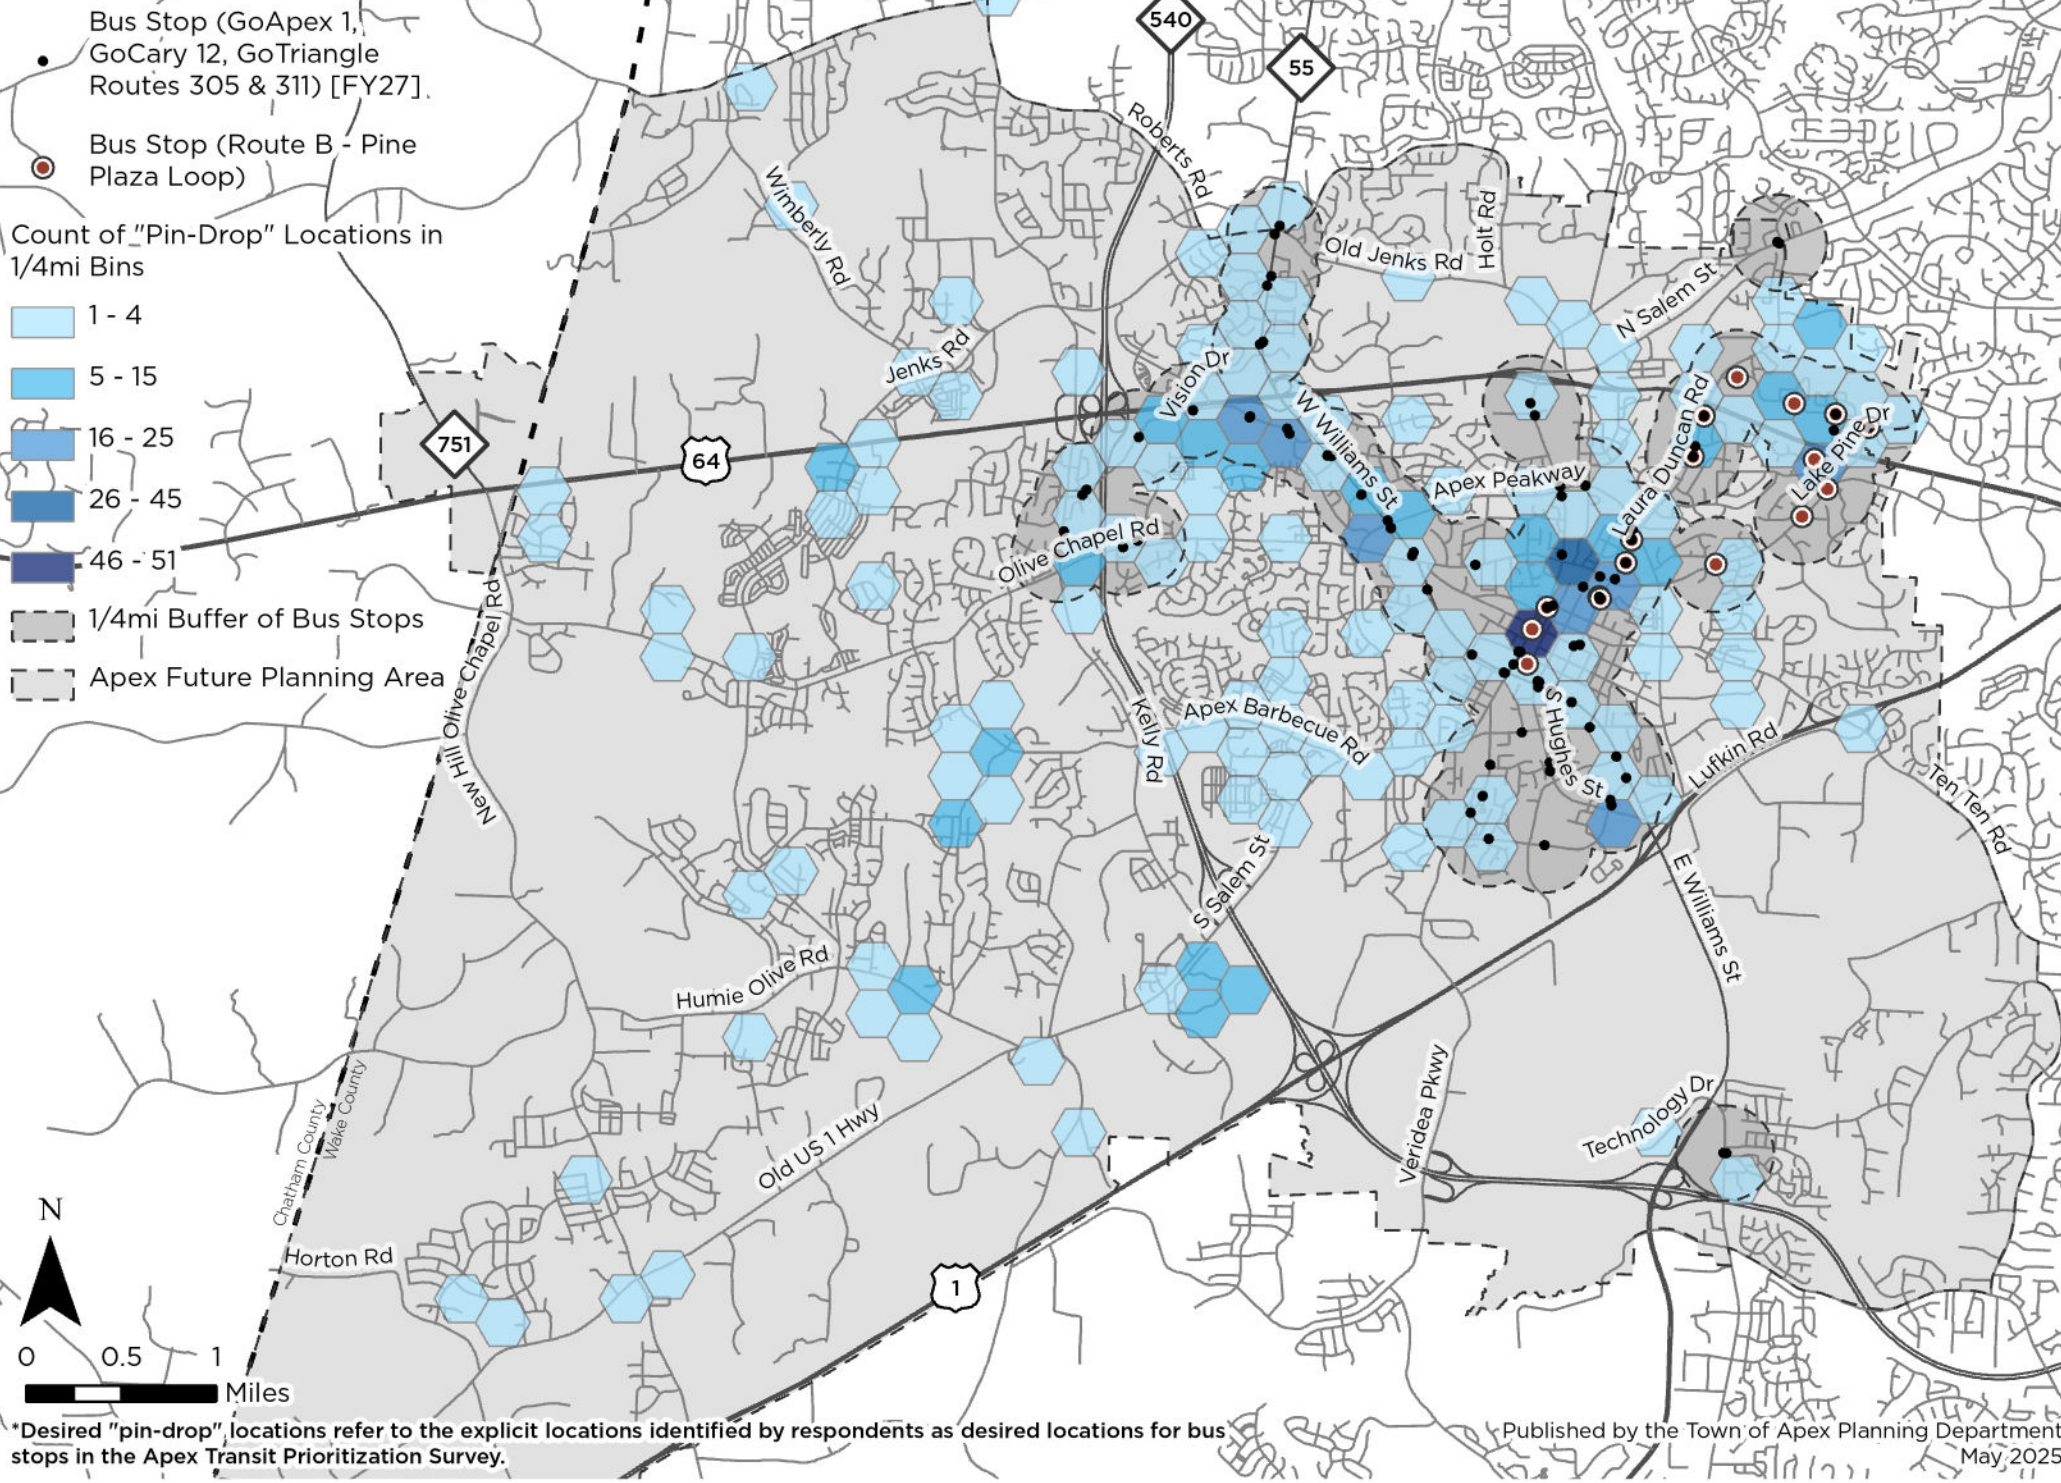 Bus Stop (GoApex 1,
GoCary 12, GoTriangle
Routes 305 & 311) [FY27]
Bus Stop (Route B - Pine
Plaza Loop)
Count of "Pin-Drop" Locations in
1/4mi Bins
1 - 4
5 - 15
16 - 25
26 - 45
46 - 51
1/4mi Buffer of Bus Stops
Apex Future Planning Area
540
55
Roberts Rd
Wimberly Rd
Holt Rd
Old Jenks Rd
N Salem St
Jenks Rd
Vision Dr
W Williams St
Laura Duncan Rd
Lake Pine Dr
751
64
Apex Peakway
Olive Chapel Rd
New Hill Olive Chapel Rd
Kelly Rd
Apex Barbecue Rd
S Hughes St
Lufkin Rd
Ten Ten Rd
S Salem St
E Williams St
Humie Olive Rd
Old US 1 Hwy
Veridea Pkwy
Technology Dr
Chatham County
Wake County
Horton Rd
1
N
0 0.5 1
Miles
*Desired "pin-drop" locations refer to the explicit locations identified by respondents as desired locations for bus
stops in the Apex Transit Prioritization Survey.
Published by the Town of Apex Planning Department
May 2025